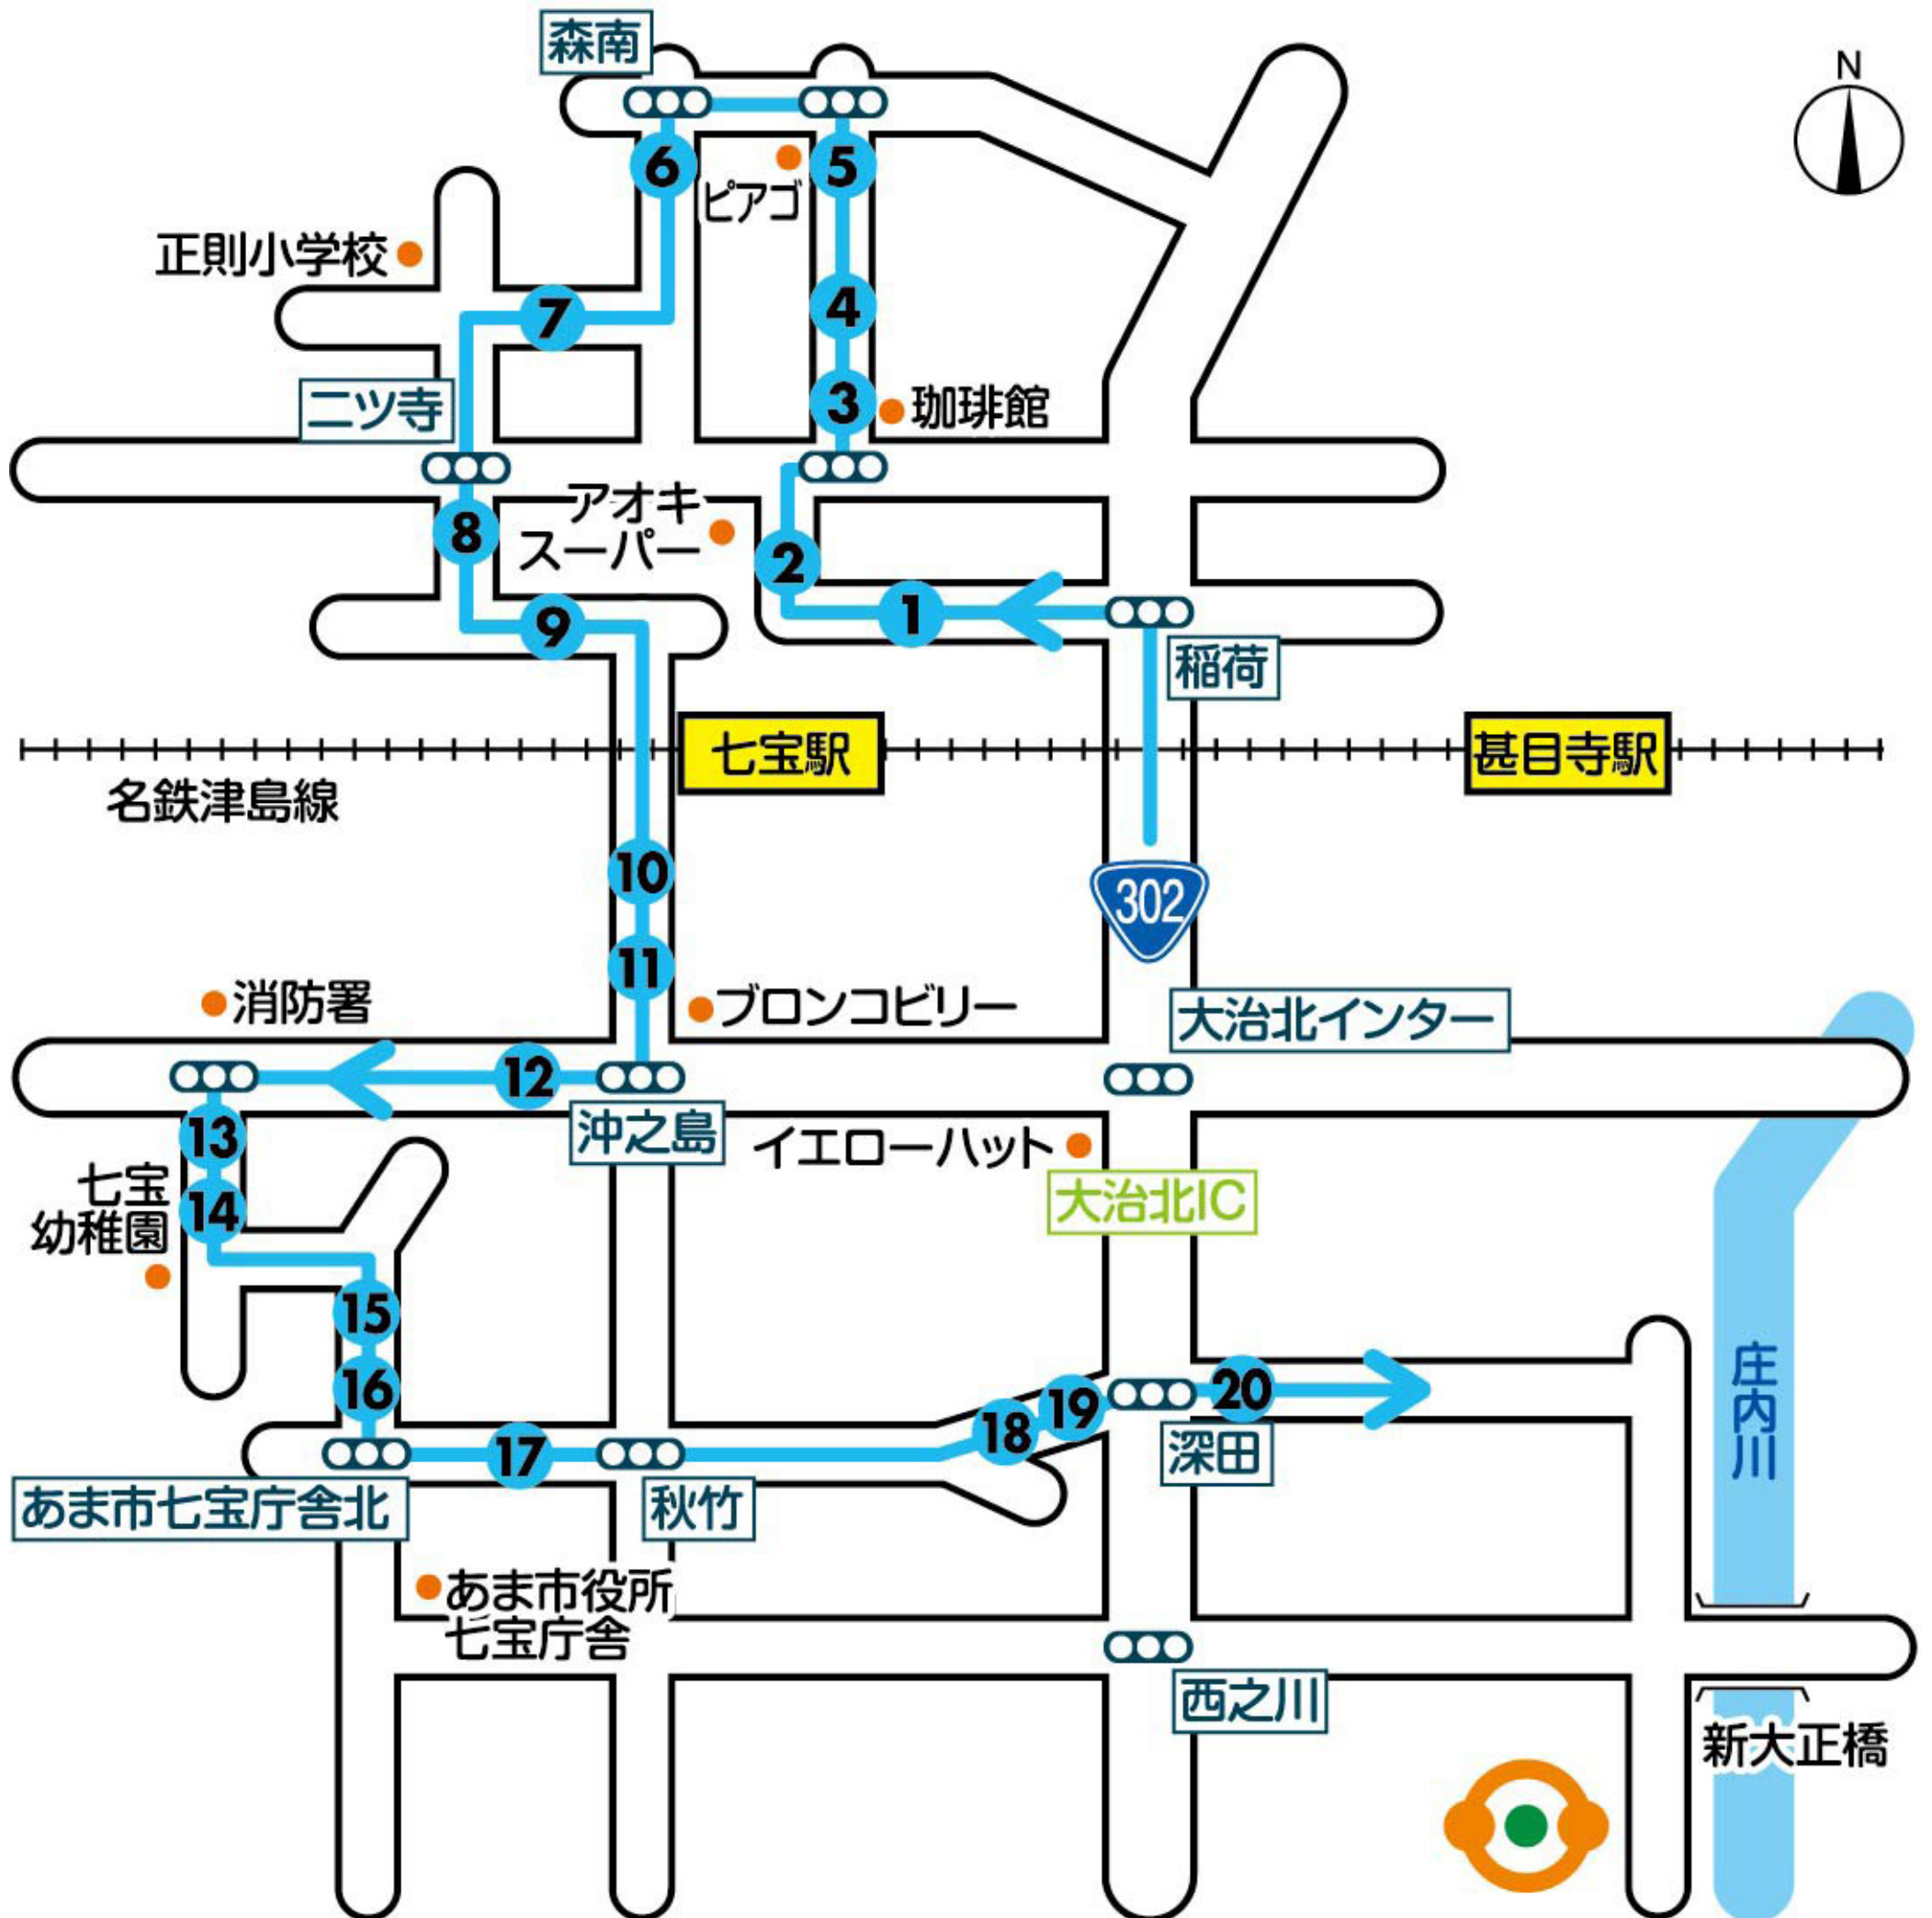 森南
N
6
5
ピアゴ
正則小学校
7
4
二ツ寺
3
珈琲館
アオキ
スーパー
8
2
9
1
稲荷
七宝駅
甚目寺駅
名鉄津島線
10
302
11
消防署
ブロンコビリー
大治北インター
12
沖之島
13
イエローハット
七宝
幼稚園
14
大治北IC
15
16
庄内川
20
19
18
17
深田
あま市七宝庁舎北
秋竹
あま市役所
七宝庁舎
西之川
新大正橋